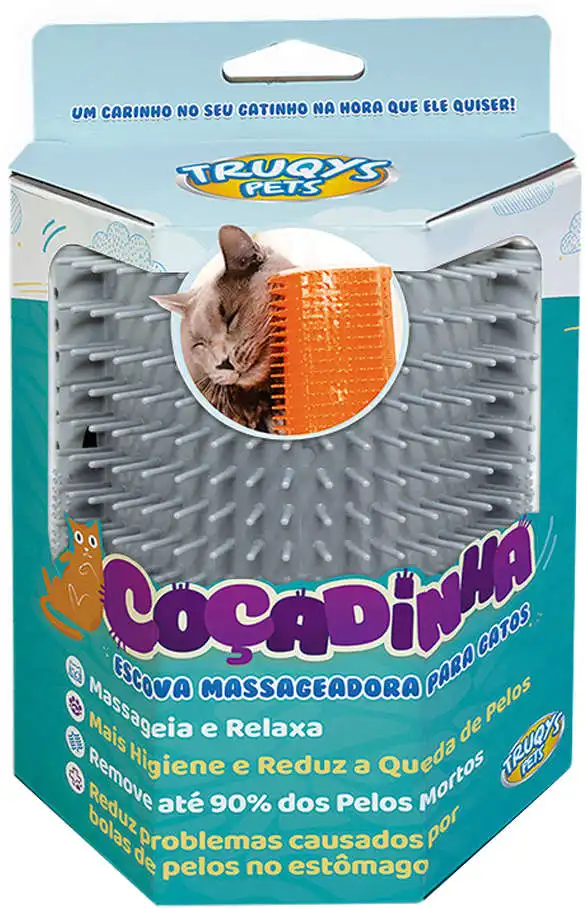 UM CARINHO NO SEU GATINHO NA HORA QUE ELE QUISER!
TRUQYS
PETS
COÇADINHA
ESCOVA MASSAGEADORA PARA GATOS
Massageia e Relaxa
Mais Higiene e Reduz a Queda de Pelos
Remove até 90% dos Pelos Mortos
Reduz problemas causados por
bolas de pelos no estômago
TRUQYS
PETS